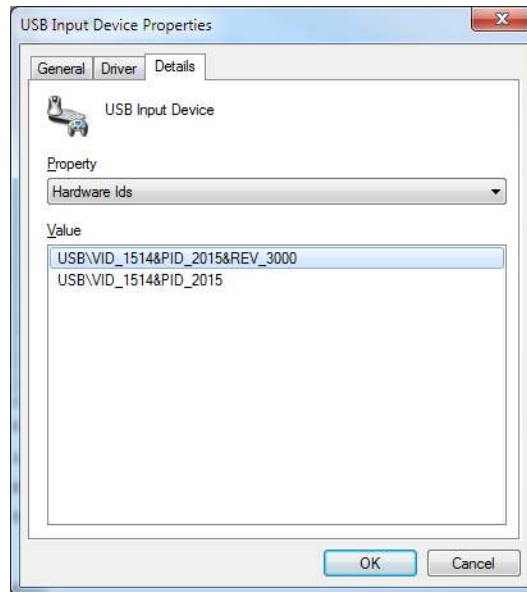 USB Input Device Properties
General Driver Details
USB Input Device
Property
Hardware Ids
Value
USB\VID_1514&PID_2015&REV_3000
USB\VID_1514&PID_2015
OK Cancel